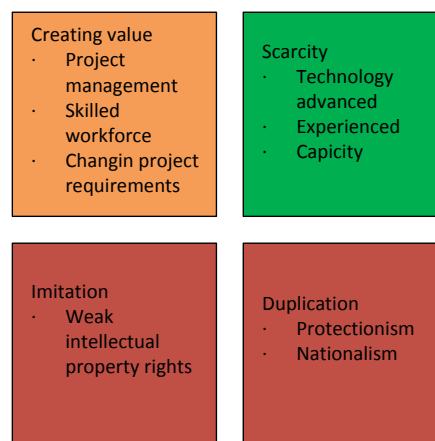 Creating value
· Project
management
· Skilled
workforce
· Changin project
requirements
Scarcity
· Technology
advanced
· Experienced
· Capicity
Imitation
· Weak
intellectual
property rights
Duplication
· Protectionism
· Nationalism